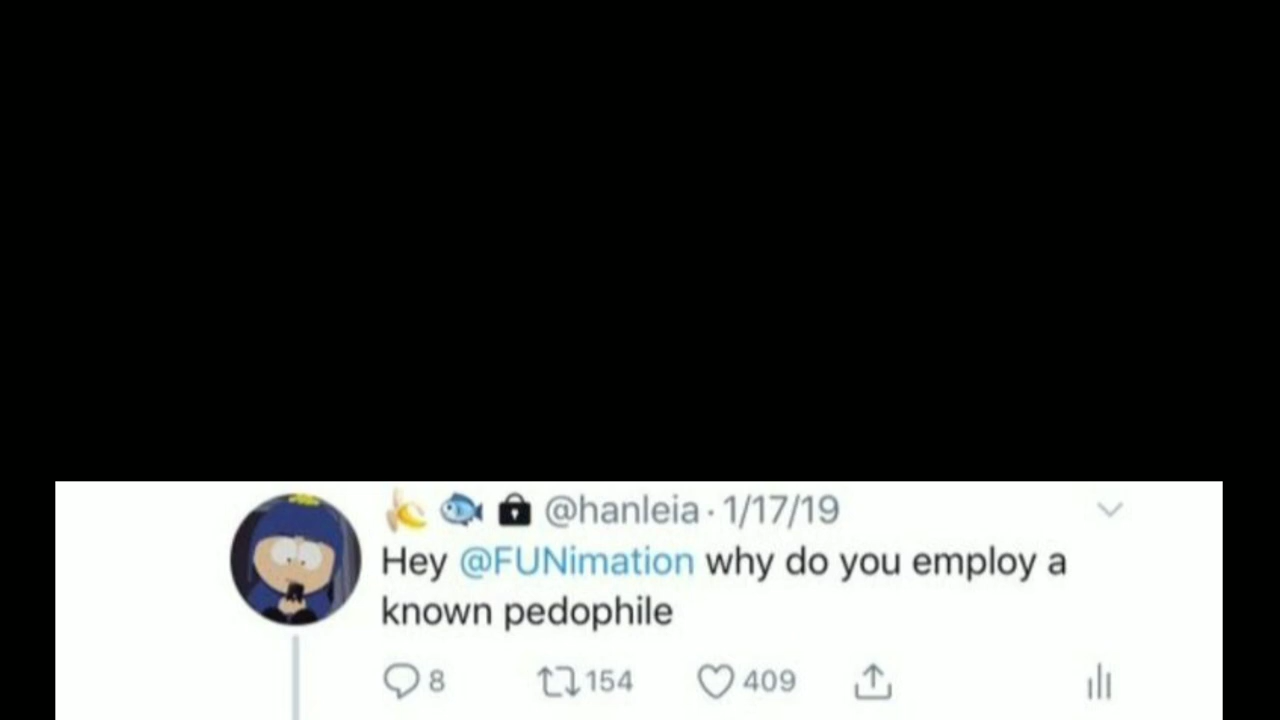 🍌 🐟 🔒 @hanleia · 1/17/19
Hey @FUNimation why do you employ a
known pedophile
8 154 409